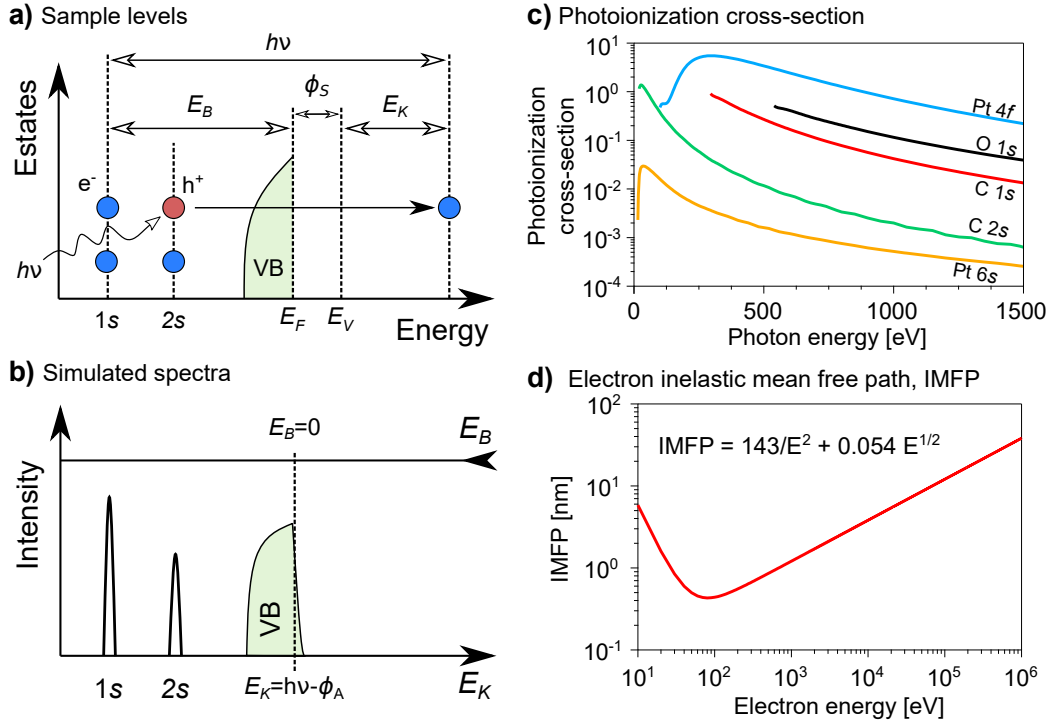 a) Sample levels
hν
E_B
ϕ_S
E_K
Estates
e⁻
h⁺
hν
VB
1s
2s
E_F
E_V
Energy
b) Simulated spectra
E_B=0
E_B
Intensity
VB
1s
2s
E_K=hν-ϕ_A
E_K
c) Photoionization cross-section
Photoionization
cross-section
10¹
10⁰
10⁻¹
10⁻²
10⁻³
10⁻⁴
Pt 4f
O 1s
C 1s
C 2s
Pt 6s
0
500
1000
1500
Photon energy [eV]
d) Electron inelastic mean free path, IMFP
IMFP = 143/E² + 0.054 E^{1/2}
IMFP [nm]
10²
10¹
10⁰
10⁻¹
10¹
10²
10³
10⁴
10⁵
10⁶
Electron energy [eV]